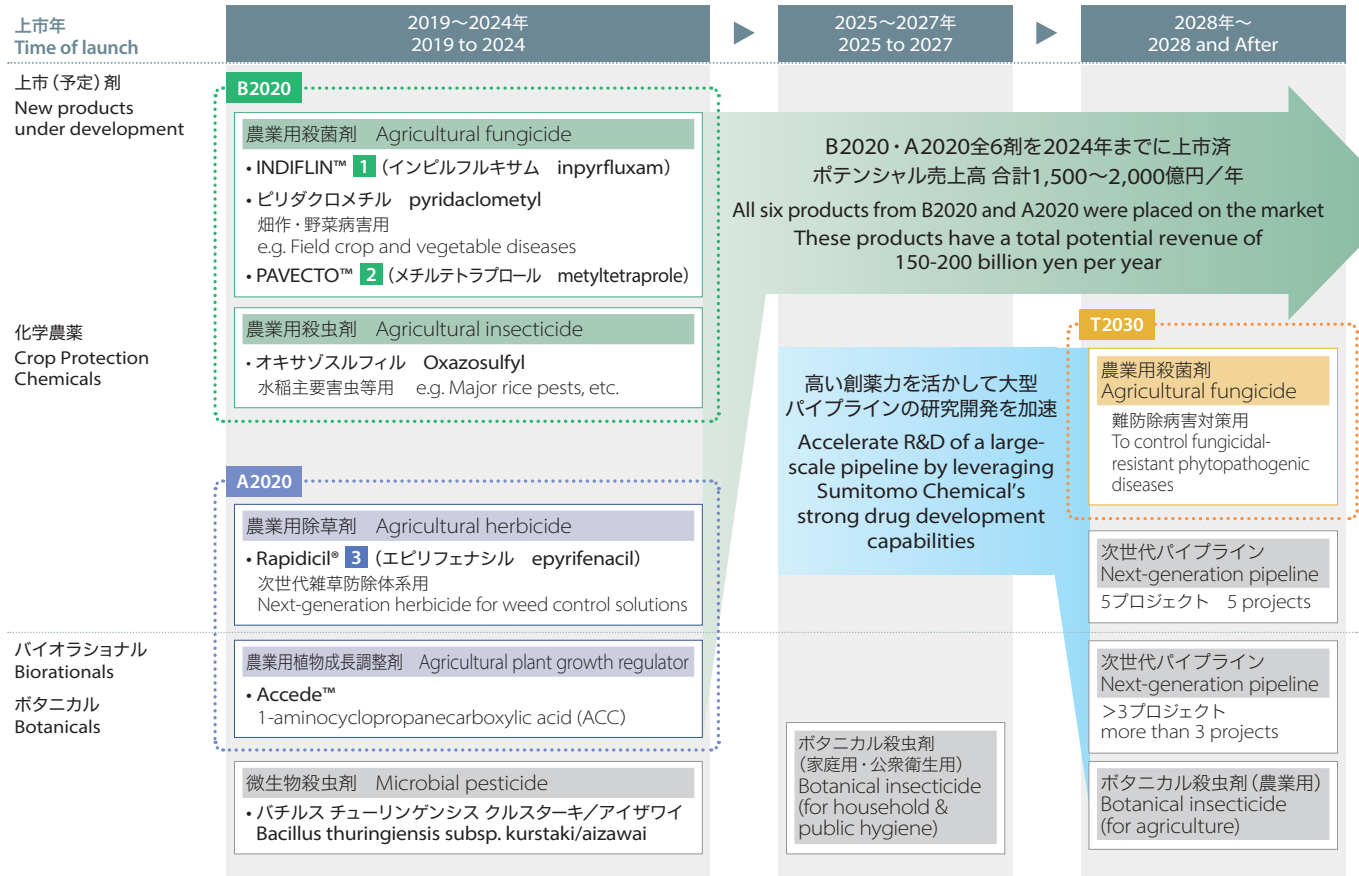 上市年
Time of launch
2019～2024年
2019 to 2024
2025～2027年
2025 to 2027
2028年～
2028 and After
上市（予定）剤
New products
under development
B2020
農業用殺菌剤 Agricultural fungicide
• INDIFLIN™ 1 （インピルフルキサム inpyrfluxam）
• ピリダクロメチル pyridaclometyl
畑作・野菜病害用
e.g. Field crop and vegetable diseases
• PAVECTO™ 2 （メチルテトラプロール metyltetraprole）
B2020・A2020全6剤を2024年までに上市済
ポテンシャル売上高 合計1,500～2,000億円／年
All six products from B2020 and A2020 were placed on the market
These products have a total potential revenue of
150-200 billion yen per year
化学農薬
Crop Protection
Chemicals
農業用殺虫剤 Agricultural insecticide
• オキサゾスルフィル Oxazosulfyl
水稲主要害虫等用 e.g. Major rice pests, etc.
高い創薬力を活かして大型
パイプラインの研究開発を加速
Accelerate R&D of a large-
scale pipeline by leveraging
Sumitomo Chemical's
strong drug development
capabilities
T2030
農業用殺菌剤
Agricultural fungicide
難防除病害対策用
To control fungicidal-
resistant phytopathogenic
diseases
A2020
農業用除草剤 Agricultural herbicide
• Rapidicil® 3 （エピリフェナシル epyrifenacil）
次世代雑草防除体系用
Next-generation herbicide for weed control solutions
次世代パイプライン
Next-generation pipeline
5プロジェクト 5 projects
バイオラショナル
Biorationals
ボタニカル
Botanicals
農業用植物成長調整剤 Agricultural plant growth regulator
• Accede™
1-aminocyclopropanecarboxylic acid (ACC)
次世代パイプライン
Next-generation pipeline
＞3プロジェクト
more than 3 projects
微生物殺虫剤 Microbial pesticide
• バチルス チューリンゲンシス クルスターキ／アイザワイ
Bacillus thuringiensis subsp. kurstaki/aizawai
ボタニカル殺虫剤
（家庭用・公衆衛生用）
Botanical insecticide
(for household &
public hygiene)
ボタニカル殺虫剤（農業用）
Botanical insecticide
(for agriculture)